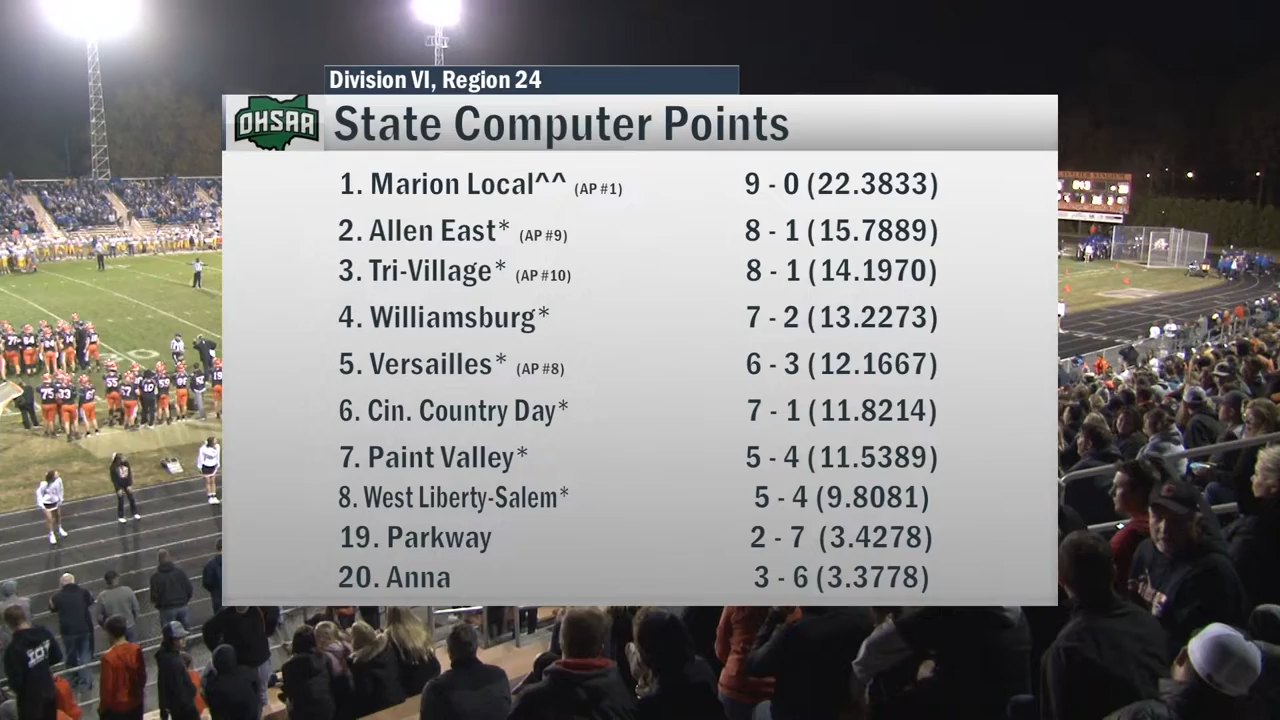 Division VI, Region 24
OHSAA
State Computer Points
1. Marion Local^^ (AP #1) 9 - 0 (22.3833)
2. Allen East* (AP #9) 8 - 1 (15.7889)
3. Tri-Village* (AP #10) 8 - 1 (14.1970)
4. Williamsburg* 7 - 2 (13.2273)
5. Versailles* (AP #8) 6 - 3 (12.1667)
6. Cin. Country Day* 7 - 1 (11.8214)
7. Paint Valley* 5 - 4 (11.5389)
8. West Liberty-Salem* 5 - 4 (9.8081)
19. Parkway 2 - 7 (3.4278)
20. Anna 3 - 6 (3.3778)